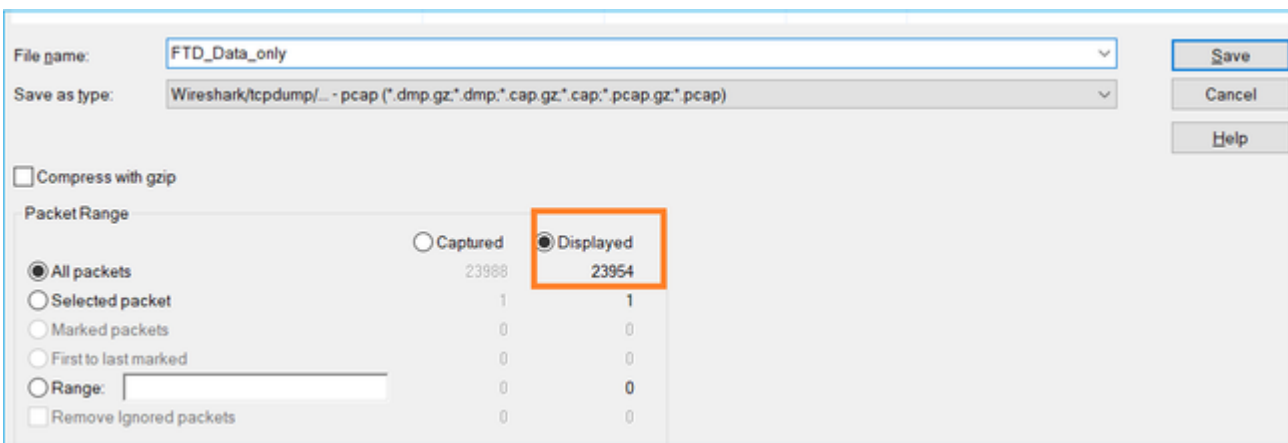 File name: FTD_Data_only Save
Save as type: Wireshark/tcpdump/... - pcap (*.dmp.gz;*.dmp;*.cap.gz;*.cap;*.pcap.gz;*.pcap) Cancel
Help
Compress with gzip
Packet Range
Captured Displayed
All packets 23988 23954
Selected packet 1 1
Marked packets 0 0
First to last marked 0 0
Range: 0 0
Remove Ignored packets 0 0